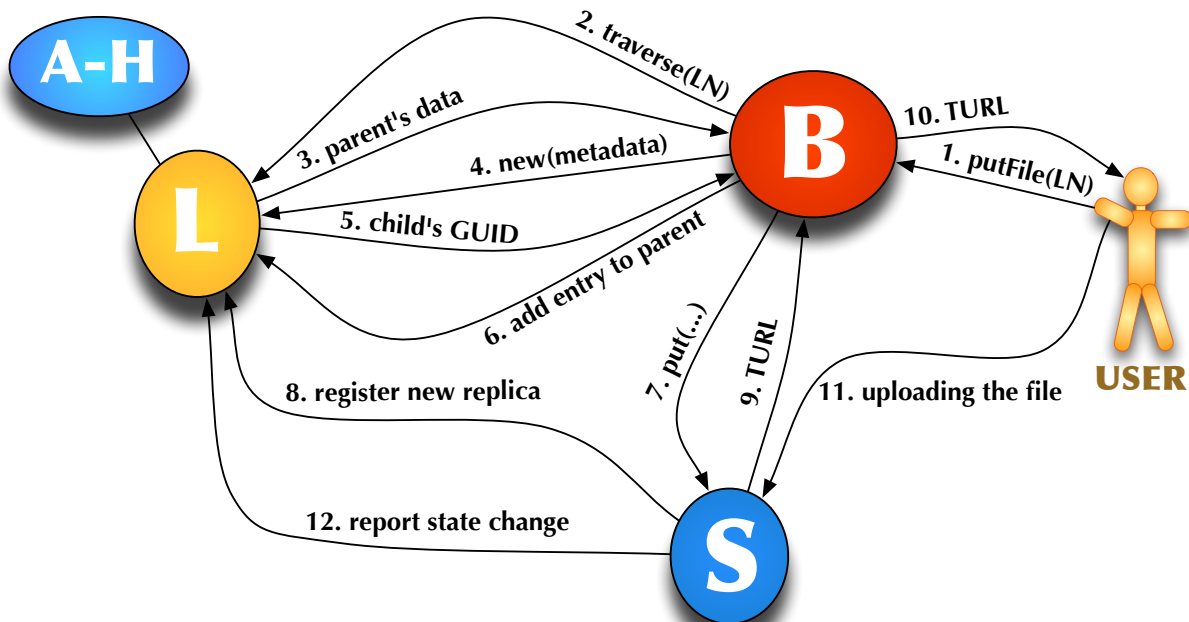 A-H
2. traverse(LN)
B
10. TURL
3. parent's data
4. new(metadata)
1. putFile(LN)
L
5. child's GUID
6. add entry to parent
7. put(...)
9. TURL
USER
8. register new replica
11. uploading the file
12. report state change
S